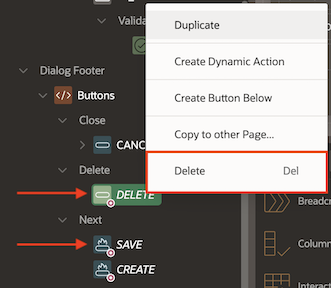 Valida
Dialog Footer
Buttons
Close
CANC
Delete
DELETE
Next
SAVE
CREATE
Duplicate
Create Dynamic Action
Create Button Below
Copy to other Page...
Delete Del
Breadcr
Column
Interact